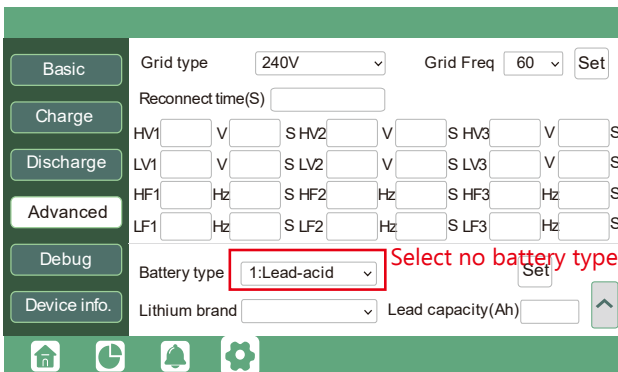 Basic
Charge
Discharge
Advanced
Debug
Device info.
Grid type 240V Grid Freq 60 Set
Reconnect time(S)
HV1 V S HV2 V S HV3 V S
LV1 V S LV2 V S LV3 V S
HF1 Hz S HF2 Hz S HF3 Hz S
LF1 Hz S LF2 Hz S LF3 Hz S
Select no battery type
Battery type 1:Lead-acid Set
Lithium brand Lead capacity(Ah)